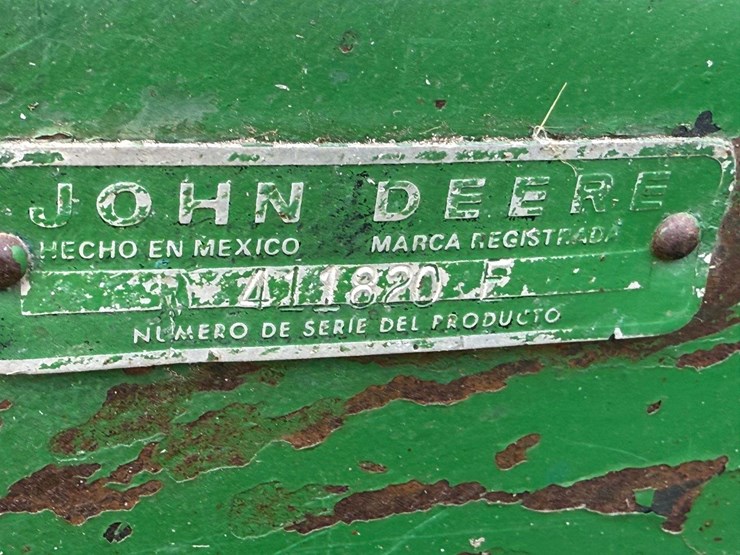 JOHN DEERE
HECHO EN MEXICO MARCA REGISTRADA
411820
NUMERO DE SERIE DEL PRODUCTO